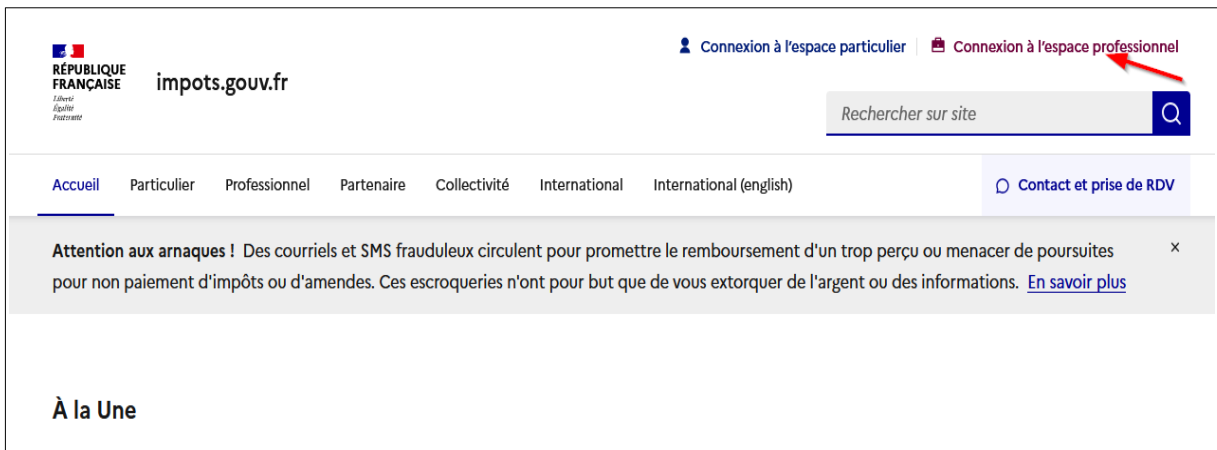 Connexion à l'espace particulier
Connexion à l'espace professionnel
RÉPUBLIQUE
FRANÇAISE
Liberté
Égalité
Fraternité
impots.gouv.fr
Rechercher sur site
Accueil Particulier Professionnel Partenaire Collectivité International International (english) Contact et prise de RDV
Attention aux arnaques ! Des courriels et SMS frauduleux circulent pour promettre le remboursement d'un trop perçu ou menacer de poursuites
pour non paiement d'impôts ou d'amendes. Ces escroqueries n'ont pour but que de vous extorquer de l'argent ou des informations. En savoir plus
À la Une